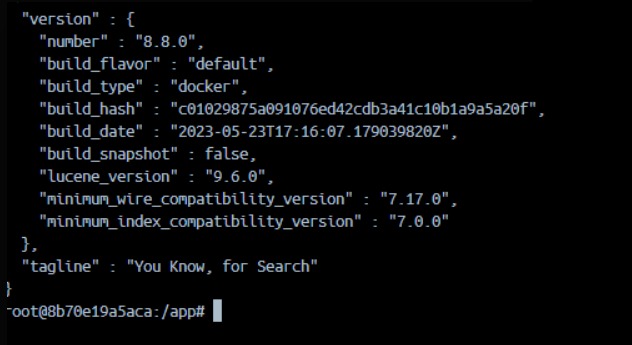 "version" : {
"number" : "8.8.0",
"build_flavor" : "default",
"build_type" : "docker",
"build_hash" : "c01029875a091076ed42cdb3a41c10b1a9a5a20f",
"build_date" : "2023-05-23T17:16:07.179039820Z",
"build_snapshot" : false,
"lucene_version" : "9.6.0",
"minimum_wire_compatibility_version" : "7.17.0",
"minimum_index_compatibility_version" : "7.0.0"
},
"tagline" : "You Know, for Search"
}
root@8b70e19a5aca:/app#